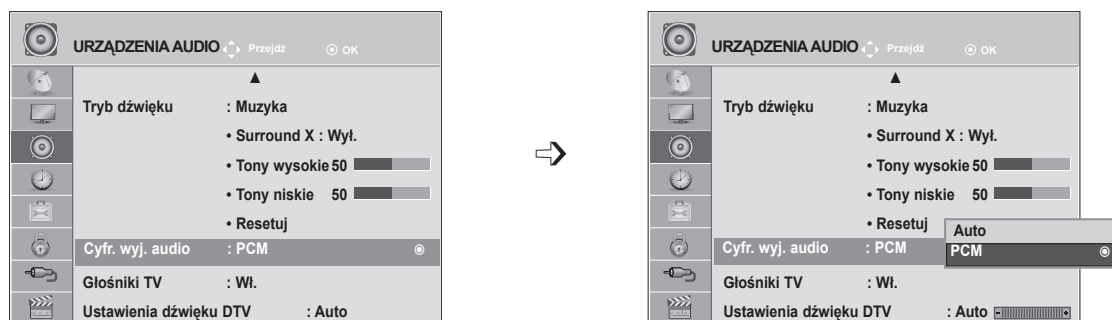 URZĄDZENIA AUDIO Przejdź OK
▲
Tryb dźwięku : Muzyka
• Surround X : Wył.
• Tony wysokie 50
• Tony niskie 50
• Resetuj
Cyfr. wyj. audio : PCM
Głośniki TV : Wł.
Ustawienia dźwięku DTV : Auto
URZĄDZENIA AUDIO Przejdź OK
▲
Tryb dźwięku : Muzyka
• Surround X : Wył.
• Tony wysokie 50
• Tony niskie 50
• Resetuj
Cyfr. wyj. audio : PCM
Auto
PCM
Głośniki TV : Wł.
Ustawienia dźwięku DTV : Auto